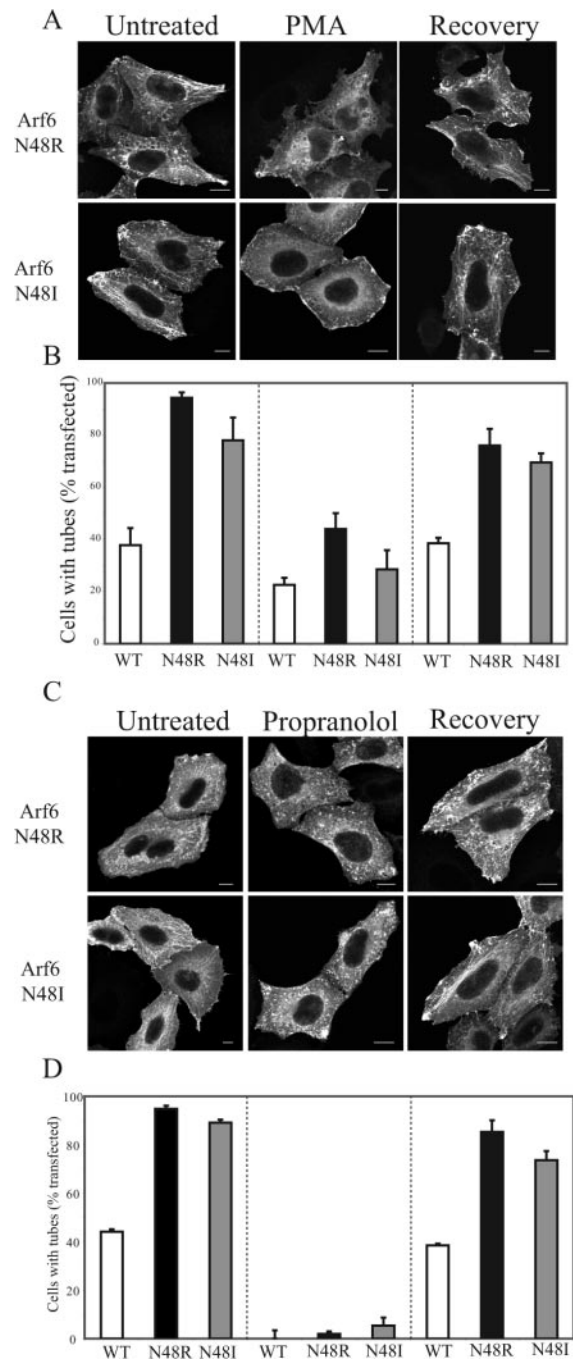 A
Untreated PMA Recovery
Arf6
N48R
Arf6
N48I
B
Cells with tubes (% transfected)
100
80
60
40
20
0
WT N48R N48I WT N48R N48I WT N48R N48I
C
Untreated Propranolol Recovery
Arf6
N48R
Arf6
N48I
D
Cells with tubes (% transfected)
100
80
60
40
20
0
WT N48R N48I WT N48R N48I WT N48R N48I